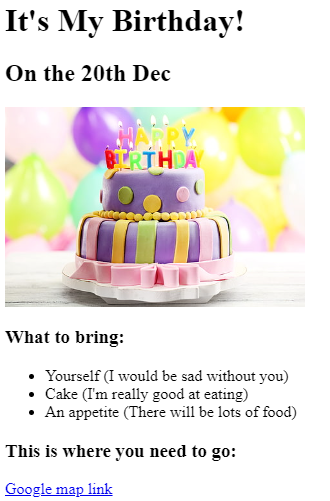 It's My Birthday!
On the 20th Dec
HAPPY
BIRTHDAY
What to bring:
Yourself (I would be sad without you)
Cake (I'm really good at eating)
An appetite (There will be lots of food)
This is where you need to go:
Google map link